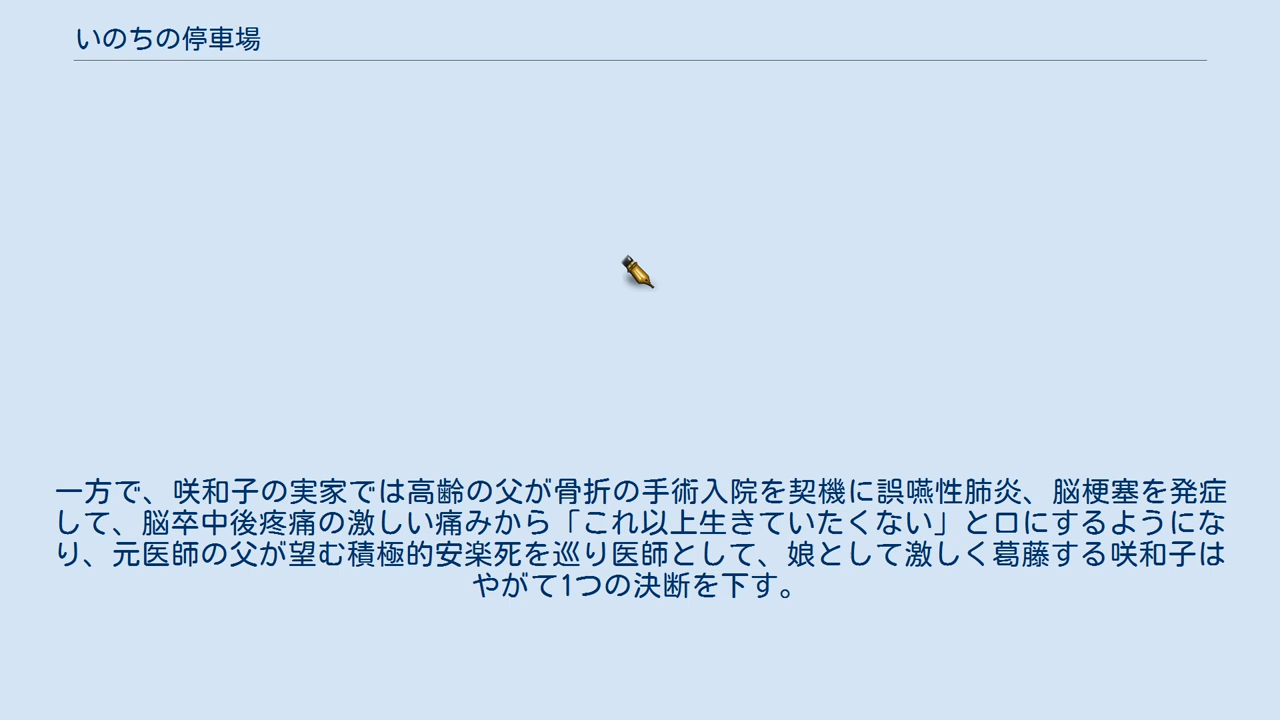 いのちの停車場
一方で、咲和子の実家では高齢の父が骨折の手術入院を契機に誤嚥性肺炎、脳梗塞を発症
して、脳卒中後疼痛の激しい痛みから「これ以上生きていたくない」と口にするようにな
り、元医師の父が望む積極的安楽死を巡り医師として、娘として激しく葛藤する咲和子は
やがて1つの決断を下す。